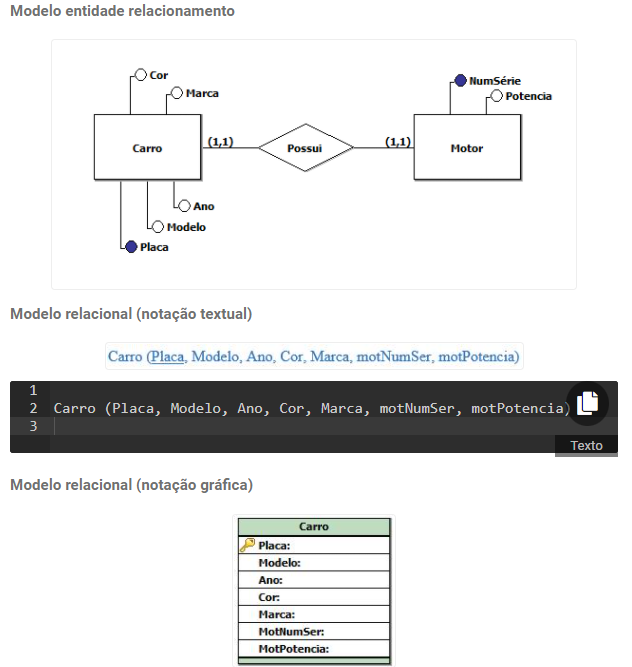 Modelo entidade relacionamento
Cor
Marca
NumSérie
Potencia
Carro
(1,1)
Possui
(1,1)
Motor
Ano
Modelo
Placa
Modelo relacional (notação textual)
Carro (Placa, Modelo, Ano, Cor, Marca, motNumSer, motPotencia)
1
2 Carro (Placa, Modelo, Ano, Cor, Marca, motNumSer, motPotencia)
3
Texto
Modelo relacional (notação gráfica)
Carro
Placa:
Modelo:
Ano:
Cor:
Marca:
MotNumSer:
MotPotencia: